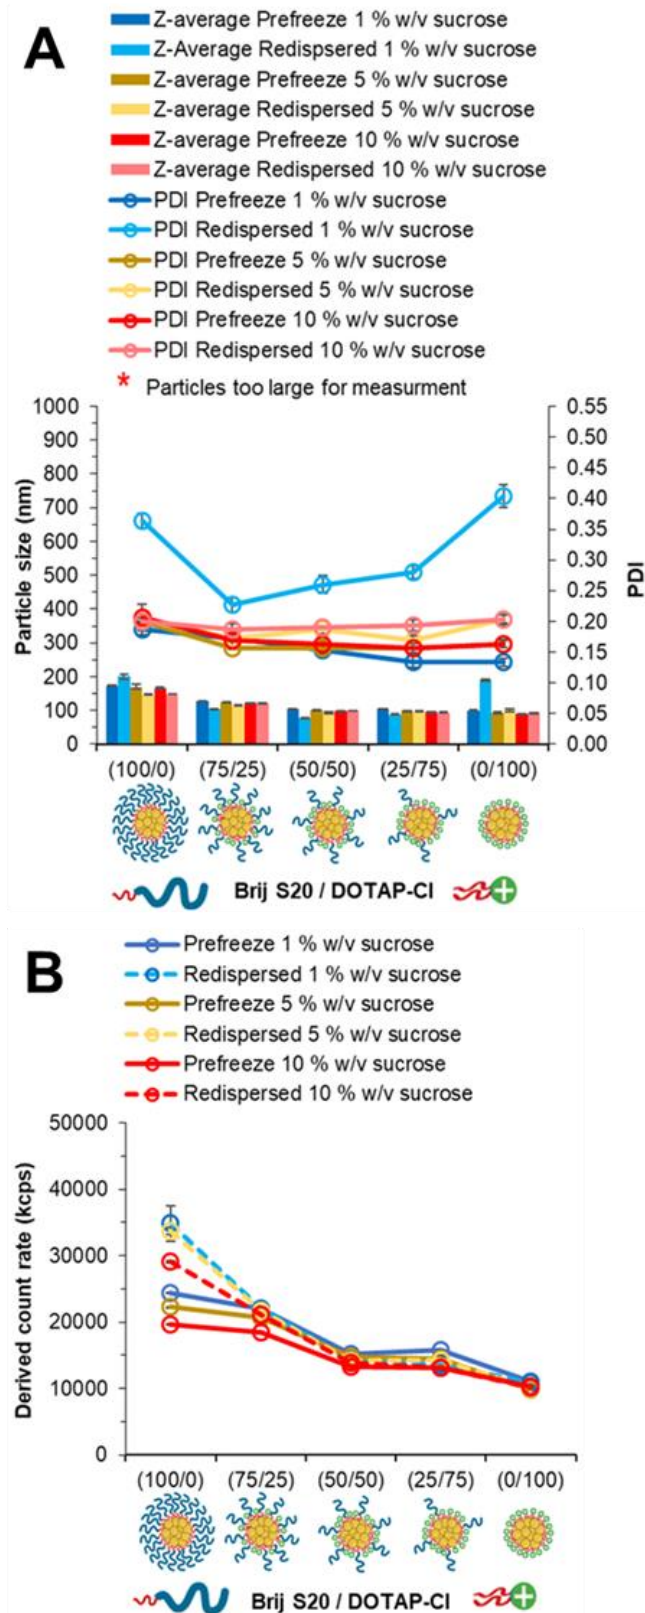 A
Z-average Prefreeze 1 % w/v sucrose
Z-Average Redispsered 1 % w/v sucrose
Z-average Prefreeze 5 % w/v sucrose
Z-average Redispersed 5 % w/v sucrose
Z-average Prefreeze 10 % w/v sucrose
Z-average Redispersed 10 % w/v sucrose
PDI Prefreeze 1 % w/v sucrose
PDI Redispersed 1 % w/v sucrose
PDI Prefreeze 5 % w/v sucrose
PDI Redispersed 5 % w/v sucrose
PDI Prefreeze 10 % w/v sucrose
PDI Redispersed 10 % w/v sucrose
* Particles too large for measurment
Particle size (nm)
1000
900
800
700
600
500
400
300
200
100
0
0.55
0.50
0.45
0.40
0.35
0.30
0.25
0.20
0.15
0.10
0.05
0.00
PDI
(100/0) (75/25) (50/50) (25/75) (0/100)
Brij S20 / DOTAP-Cl +
B
Prefreeze 1 % w/v sucrose
Redispersed 1 % w/v sucrose
Prefreeze 5 % w/v sucrose
Redispersed 5 % w/v sucrose
Prefreeze 10 % w/v sucrose
Redispersed 10 % w/v sucrose
Derived count rate (kcps)
50000
40000
30000
20000
10000
0
(100/0) (75/25) (50/50) (25/75) (0/100)
Brij S20 / DOTAP-Cl +